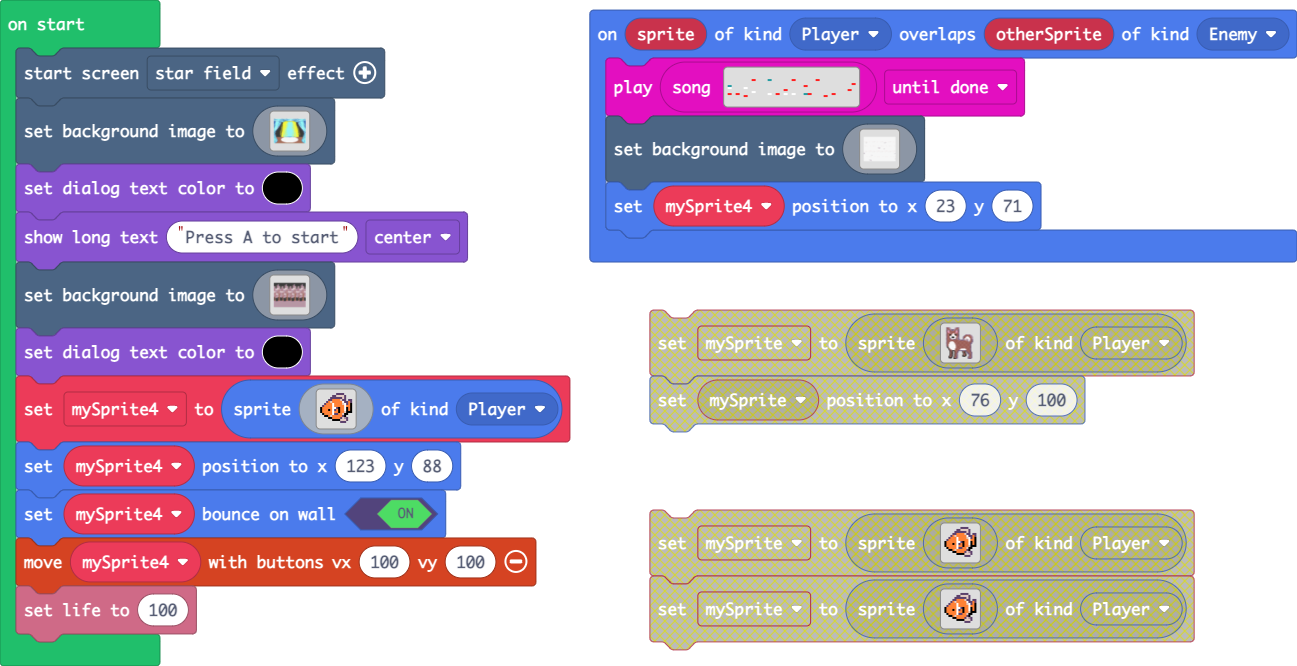 on start
start screen star field effect
set background image to
set dialog text color to
show long text "Press A to start" center
set background image to
set dialog text color to
set mySprite4 to sprite of kind Player
set mySprite4 position to x 123 y 88
set mySprite4 bounce on wall ON
move mySprite4 with buttons vx 100 vy 100
set life to 100
on sprite of kind Player overlaps otherSprite of kind Enemy
play song until done
set background image to
set mySprite4 position to x 23 y 71
set mySprite to sprite of kind Player
set mySprite position to x 76 y 100
set mySprite to sprite of kind Player
set mySprite to sprite of kind Player